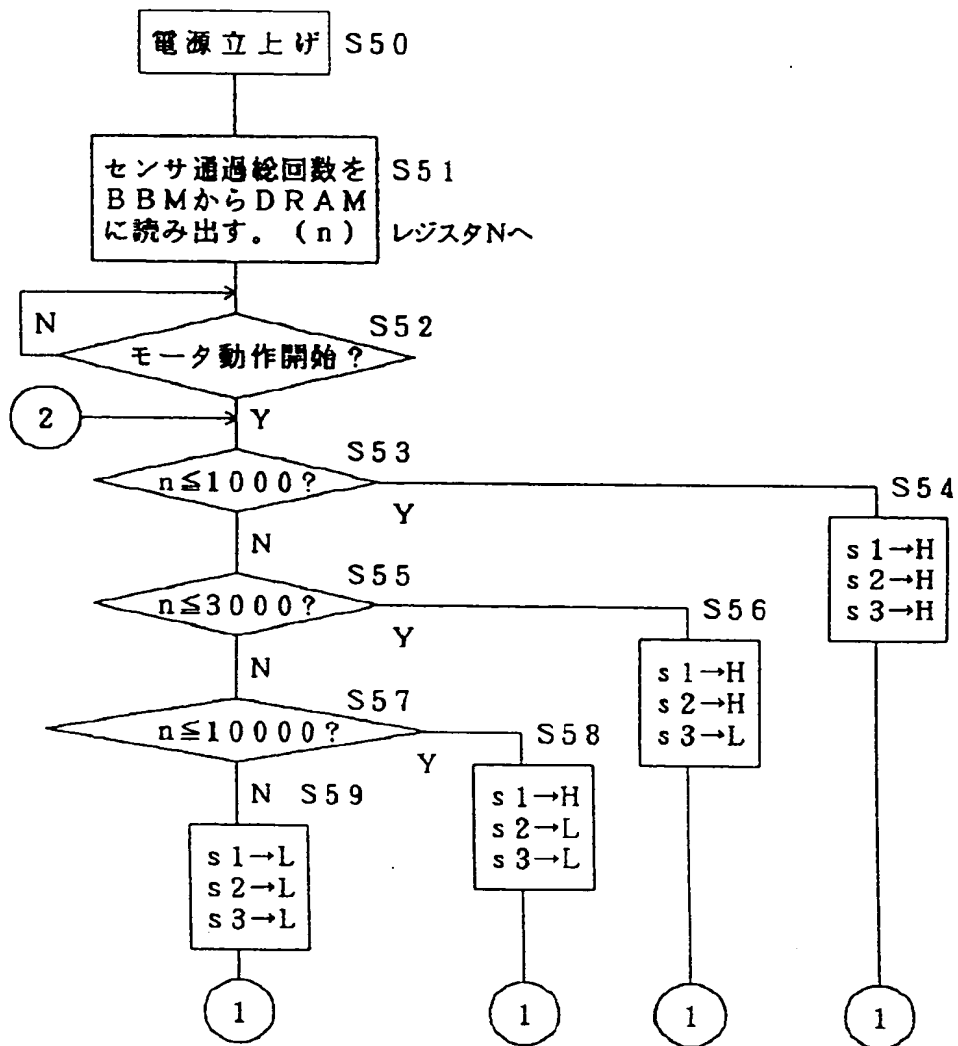 電源立上げ S50
センサ通過総回数を S51
BBMからDRAM
に読み出す。(n) レジスタNへ
N
S52
モータ動作開始?
2
Y
S53
n≦1000?
Y
S54
N
s1→H
s2→H
s3→H
S55
n≦3000?
Y
S56
N
s1→H
s2→H
s3→L
S57
n≦10000?
Y
S58
N S59
s1→H
s2→L
s3→L
s1→L
s2→L
s3→L
1
1
1
1